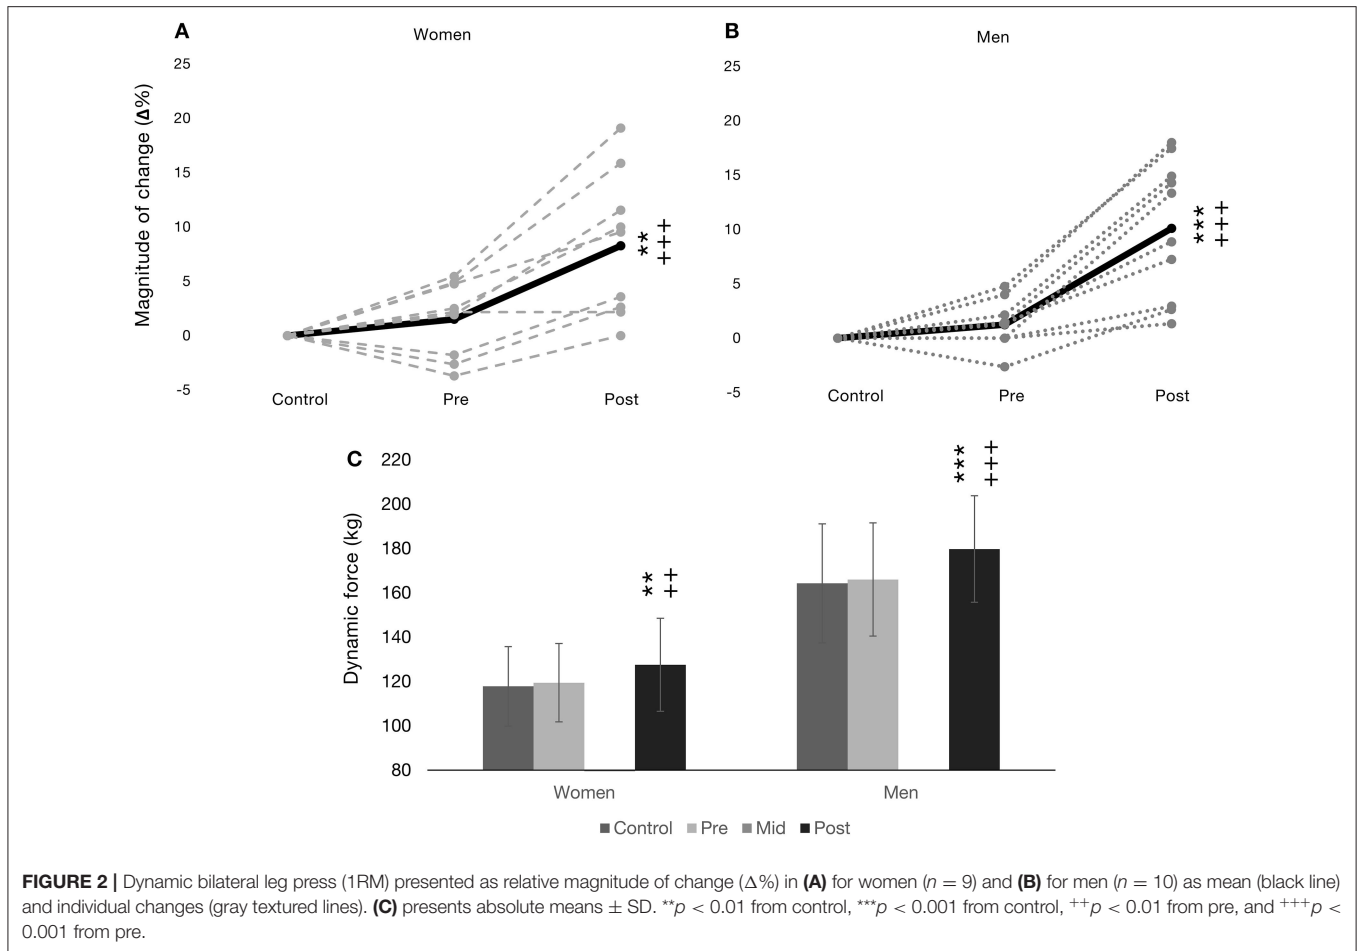 A
Women
B
Men
Magnitude of change (Δ%)
25
20
15
10
5
0
-5
**
+++
Control Pre Post
25
20
15
10
5
0
-5
***
+++
Control Pre Post
C
Dynamic force (kg)
220
200
180
160
140
120
100
80
**
++
***
+++
Women Men
Control Pre Mid Post
FIGURE 2 | Dynamic bilateral leg press (1RM) presented as relative magnitude of change (Δ%) in (A) for women (n = 9) and (B) for men (n = 10) as mean (black line)
and individual changes (gray textured lines). (C) presents absolute means ± SD. **p < 0.01 from control, ***p < 0.001 from control, ++p < 0.01 from pre, and +++p <
0.001 from pre.